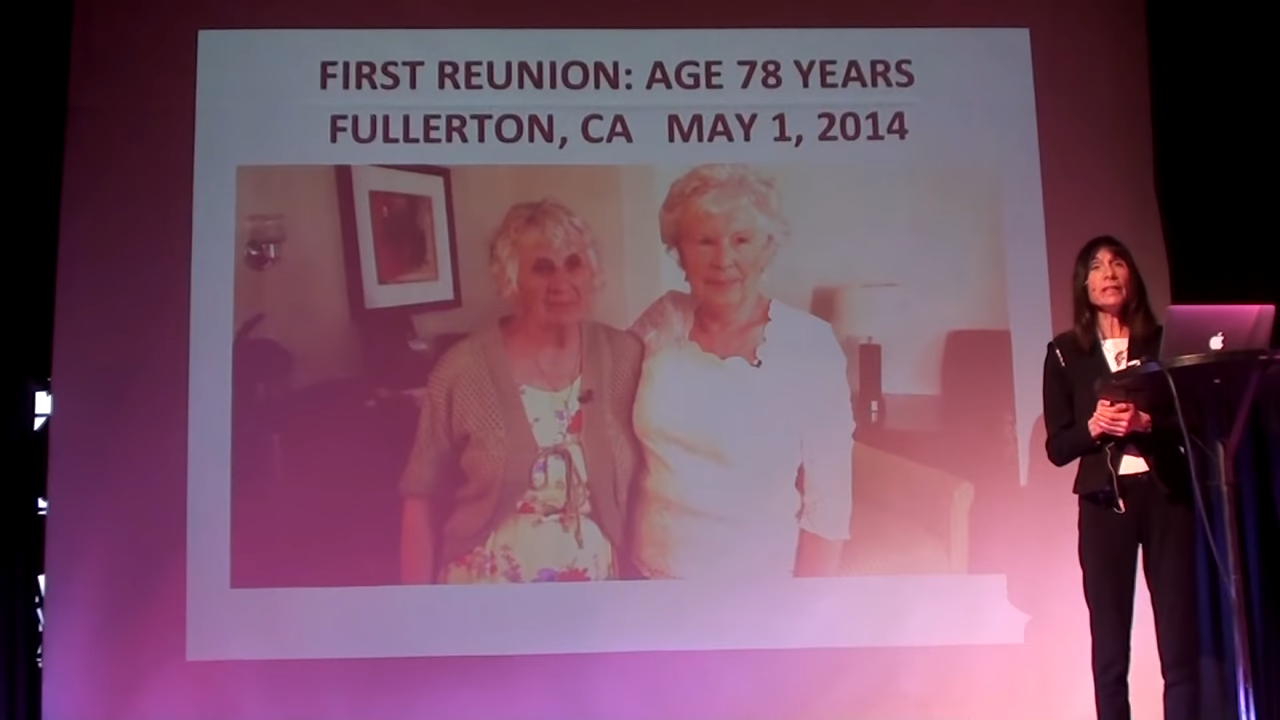 FIRST REUNION: AGE 78 YEARS
FULLERTON, CA MAY 1, 2014